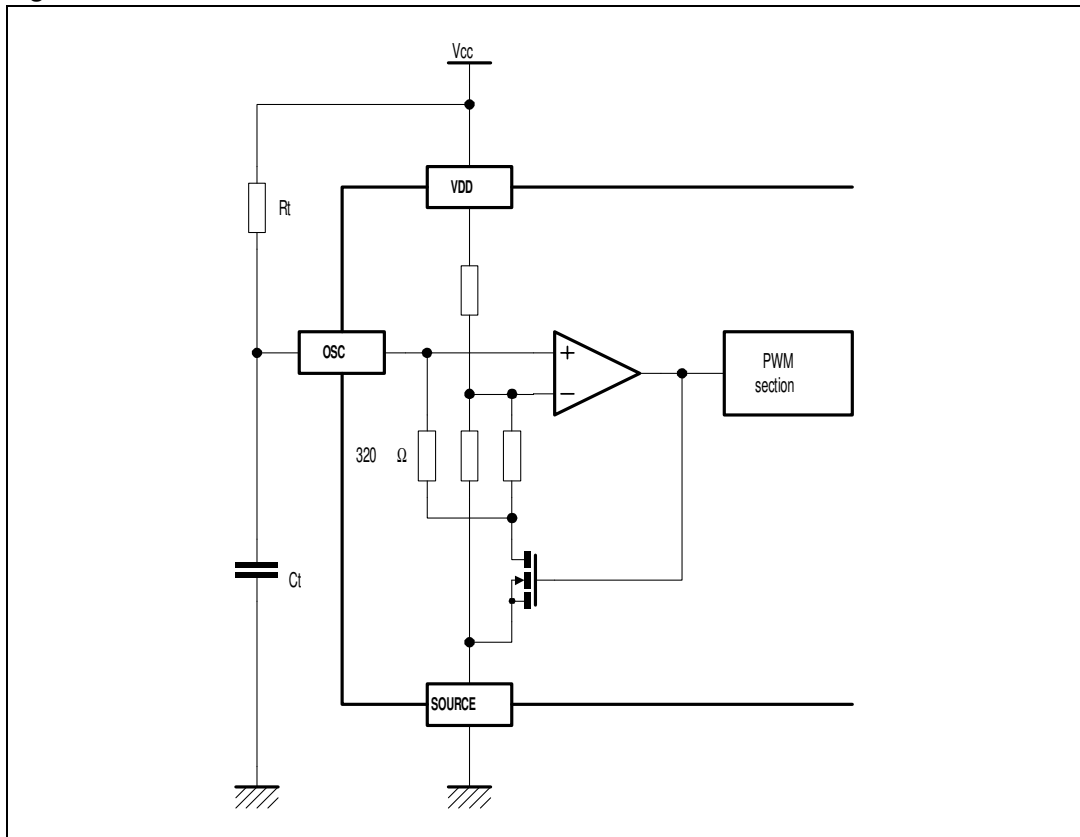 Vcc
VDD
Rt
OSC
+
PWM
section
−
320 Ω
Ct
SOURCE